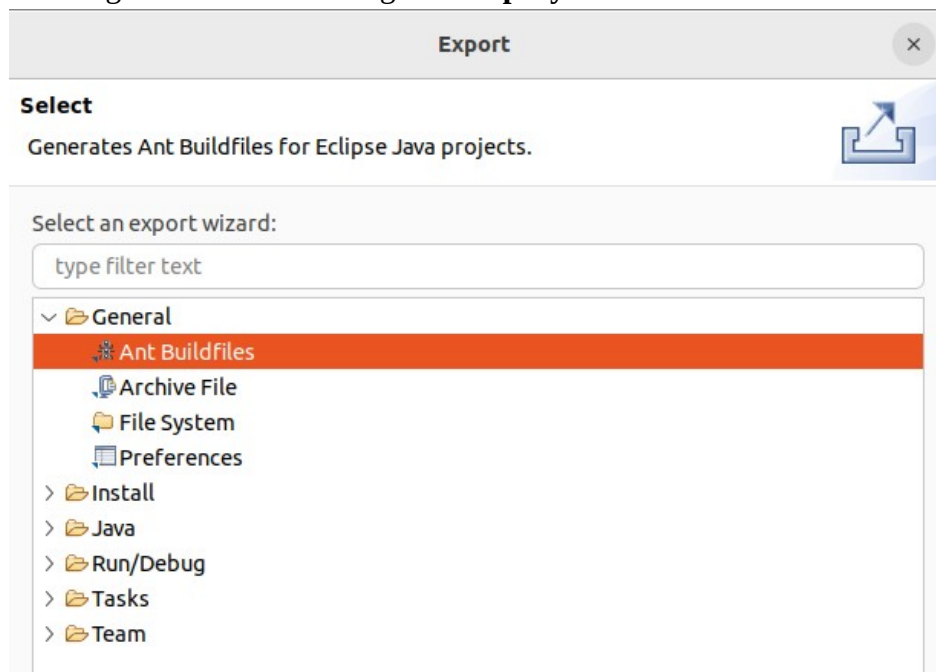 Export
Select
Generates Ant Buildfiles for Eclipse Java projects.
Select an export wizard:
type filter text
General
Ant Buildfiles
Archive File
File System
Preferences
Install
Java
Run/Debug
Tasks
Team